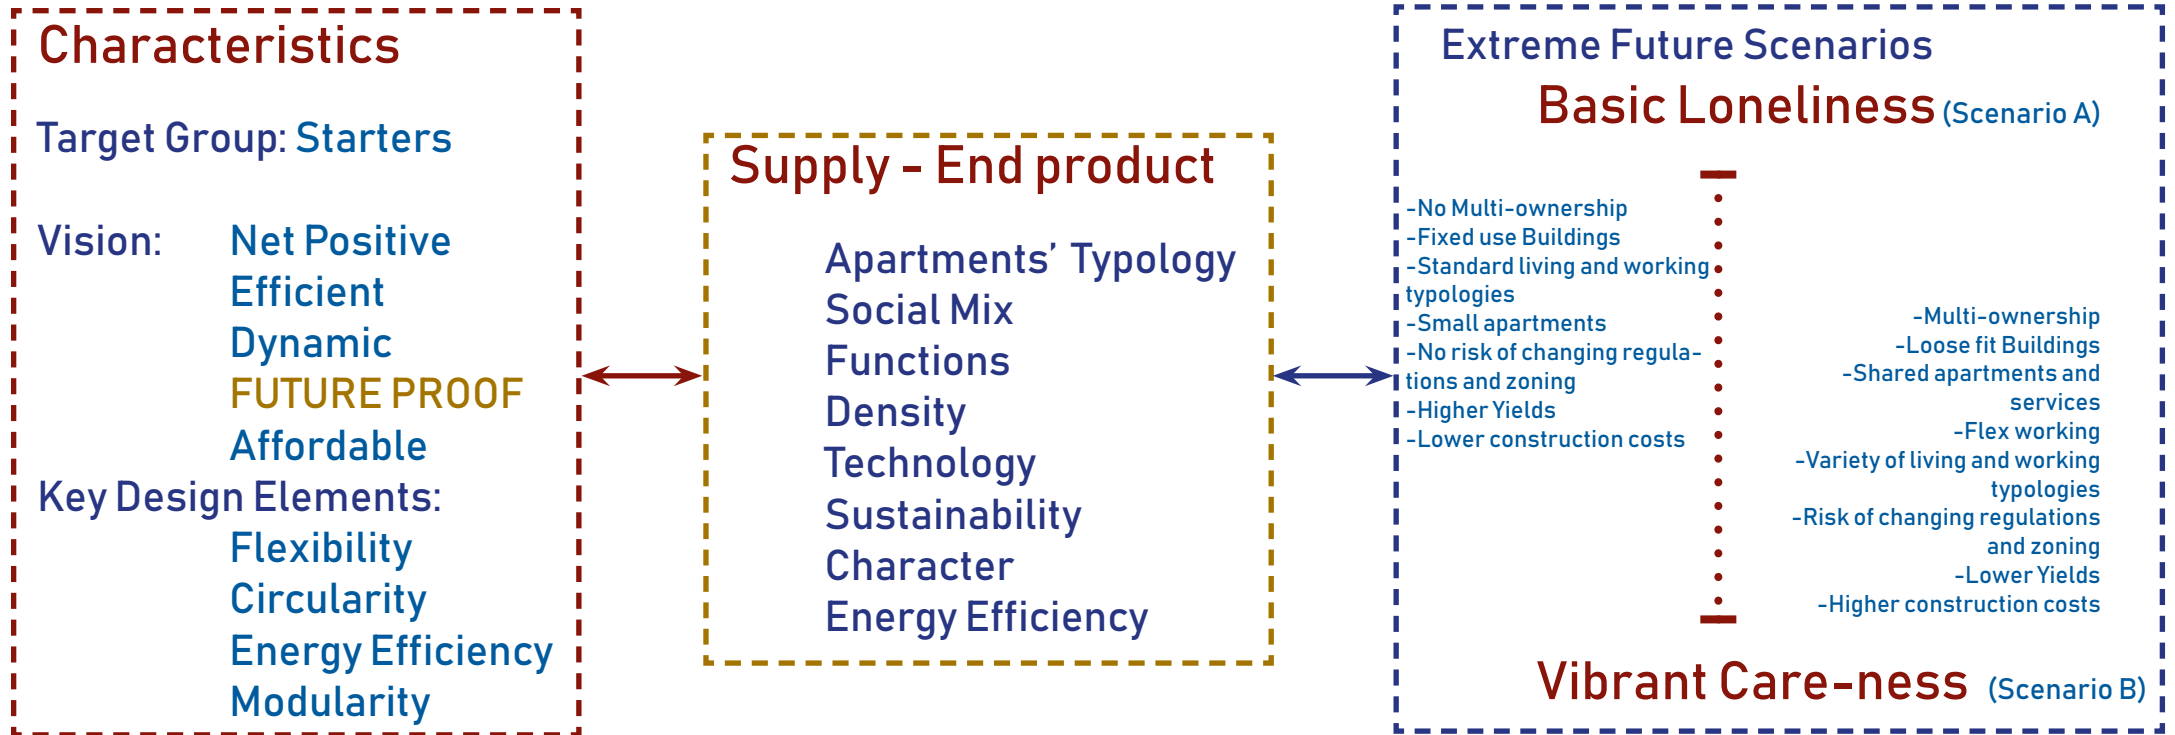 Characteristics
Target Group: Starters
Vision: Net Positive
Efficient
Dynamic
FUTURE PROOF
Affordable
Key Design Elements:
Flexibility
Circularity
Energy Efficiency
Modularity
Supply - End product
Apartments’ Typology
Social Mix
Functions
Density
Technology
Sustainability
Character
Energy Efficiency
Extreme Future Scenarios
Basic Loneliness (Scenario A)
-No Multi-ownership
-Fixed use Buildings
-Standard living and working
typologies
-Small apartments
-No risk of changing regula-
tions and zoning
-Higher Yields
-Lower construction costs
-Multi-ownership
-Loose fit Buildings
-Shared apartments and
services
-Flex working
-Variety of living and working
typologies
-Risk of changing regulations
and zoning
-Lower Yields
-Higher construction costs
Vibrant Care-ness (Scenario B)